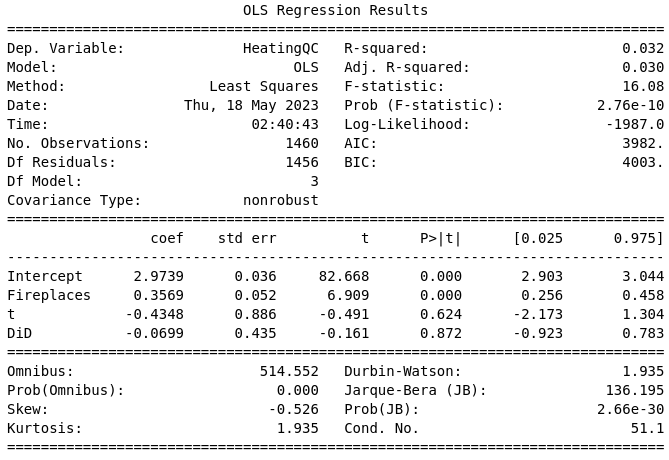 OLS Regression Results
==============================================================================
Dep. Variable:              HeatingQC   R-squared:                       0.032
Model:                            OLS   Adj. R-squared:                  0.030
Method:                 Least Squares   F-statistic:                     16.08
Date:                Thu, 18 May 2023   Prob (F-statistic):           2.76e-10
Time:                        02:40:43   Log-Likelihood:                -1987.0
No. Observations:                1460   AIC:                             3982.
Df Residuals:                    1456   BIC:                             4003.
Df Model:                           3
Covariance Type:            nonrobust
==============================================================================
                 coef    std err          t      P>|t|      [0.025      0.975]
------------------------------------------------------------------------------
Intercept      2.9739      0.036     82.668      0.000       2.903       3.044
Fireplaces     0.3569      0.052      6.909      0.000       0.256       0.458
t             -0.4348      0.886     -0.491      0.624      -2.173       1.304
DiD           -0.0699      0.435     -0.161      0.872      -0.923       0.783
==============================================================================
Omnibus:                      514.552   Durbin-Watson:                   1.935
Prob(Omnibus):                  0.000   Jarque-Bera (JB):              136.195
Skew:                          -0.526   Prob(JB):                     2.66e-30
Kurtosis:                       1.935   Cond. No.                         51.1
==============================================================================